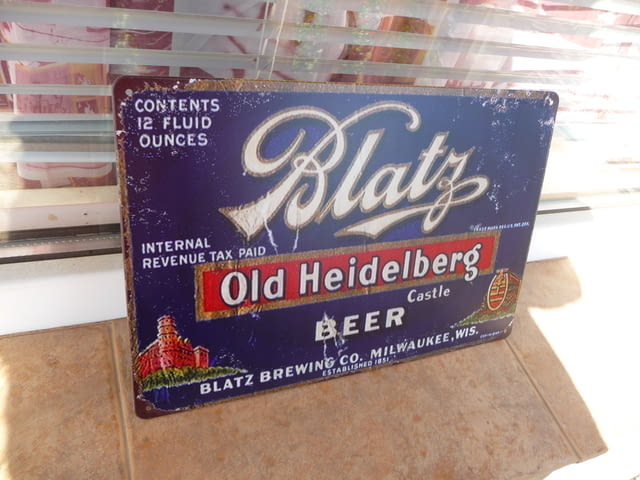 CONTENTS
12 FLUID
OUNCES
Blatz
INTERNAL
REVENUE TAX PAID
Old Heidelberg
Castle
BEER
BLATZ BREWING CO. MILWAUKEE, WIS.
ESTABLISHED 1851